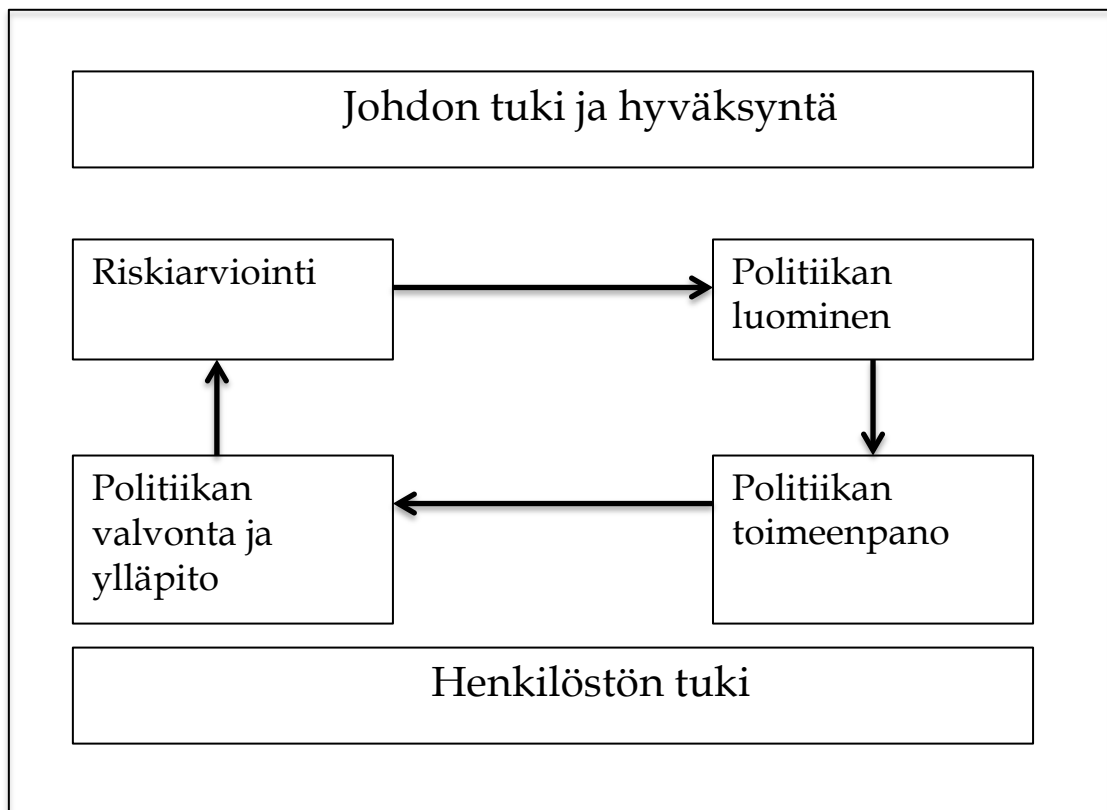 Johdon tuki ja hyväksyntä
Riskiarviointi
Politiikan
luominen
Politiikan
valvonta ja
ylläpito
Politiikan
toimeenpano
Henkilöstön tuki